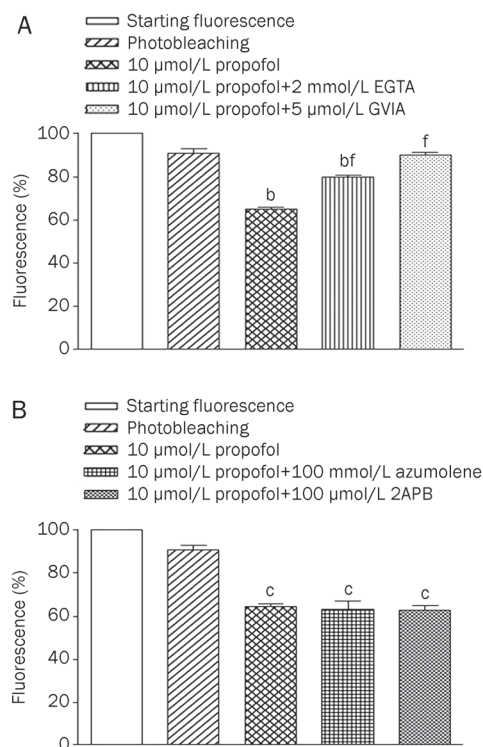 A
Starting fluorescence
Photobleaching
10 μmol/L propofol
10 μmol/L propofol+2 mmol/L EGTA
10 μmol/L propofol+5 μmol/L GVIA
Fluorescence (%)
100
80
60
40
20
0
b
bf
f
B
Starting fluorescence
Photobleaching
10 μmol/L propofol
10 μmol/L propofol+100 mmol/L azumolene
10 μmol/L propofol+100 μmol/L 2APB
Fluorescence (%)
100
80
60
40
20
0
c
c
c